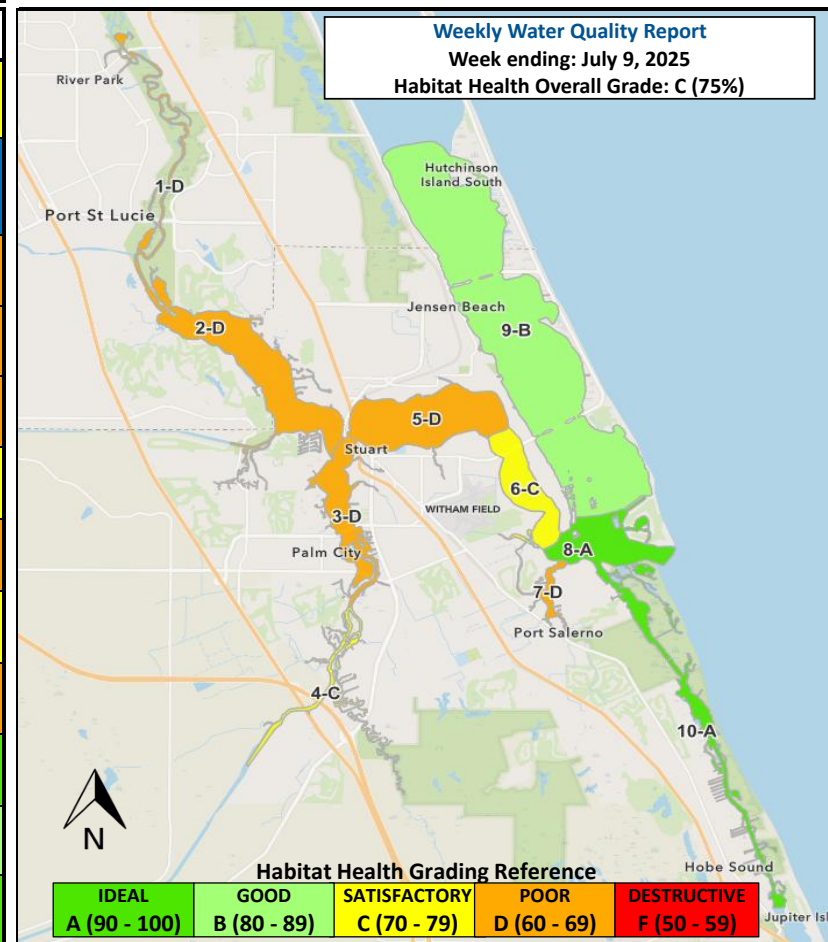 Weekly Water Quality Report
Week ending: July 9, 2025
Habitat Health Overall Grade: C (75%)
River Park
Hutchinson
Island South
1-D
Port St Lucie
Jensen Beach
2-D
9-B
5-D
Stuart
6-C
WITHAM FIELD
3-D
Palm City
8-A
7-D
Port Salerno
4-C
10-A
N
Hobe Sound
Habitat Health Grading Reference
IDEAL GOOD SATISFACTORY POOR DESTRUCTIVE
A (90 - 100) B (80 - 89) C (70 - 79) D (60 - 69) F (50 - 59)
Jupiter Isl